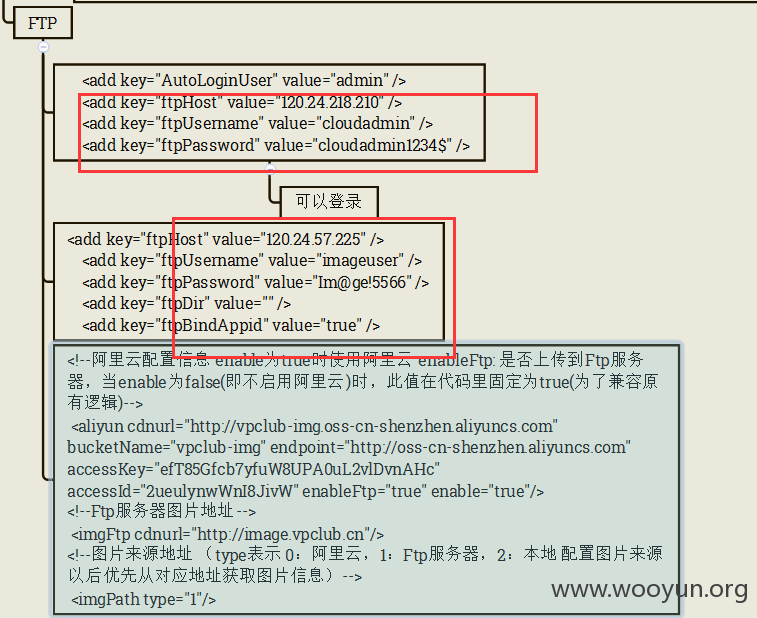 FTP
<add key="AutoLoginUser" value="admin" />
<add key="ftpHost" value="120.24.218.210" />
<add key="ftpUsername" value="cloudadmin" />
<add key="ftpPassword" value="cloudadmin1234$" />
可以登录
<add key="ftpHost" value="120.24.57.225" />
<add key="ftpUsername" value="imageuser" />
<add key="ftpPassword" value="Im@ge!5566" />
<add key="ftpDir" value="" />
<add key="ftpBindAppid" value="true" />
<!--阿里云配置信息 enable为true时使用阿里云 enableFtp: 是否上传到Ftp服务
器，当enable为false(即不启用阿里云)时，此值在代码里固定为true(为了兼容原
有逻辑)-->
<aliyun cdnurl="http://vpclub-img.oss-cn-shenzhen.aliyuncs.com"
bucketName="vpclub-img" endpoint="http://oss-cn-shenzhen.aliyuncs.com"
accessKey="efT85Gfcb7yfuW8UPA0uL2vlDvnAHc"
accessId="2ueulynwWnI8JivW" enableFtp="true" enable="true"/>
<!--Ftp服务器图片地址-->
<imgFtp cdnurl="http://image.vpclub.cn"/>
<!--图片来源地址 （type表示 0：阿里云，1：Ftp服务器，2：本地 配置图片来源
以后优先从对应地址获取图片信息）-->
<imgPath type="1"/>
www.wooyun.org